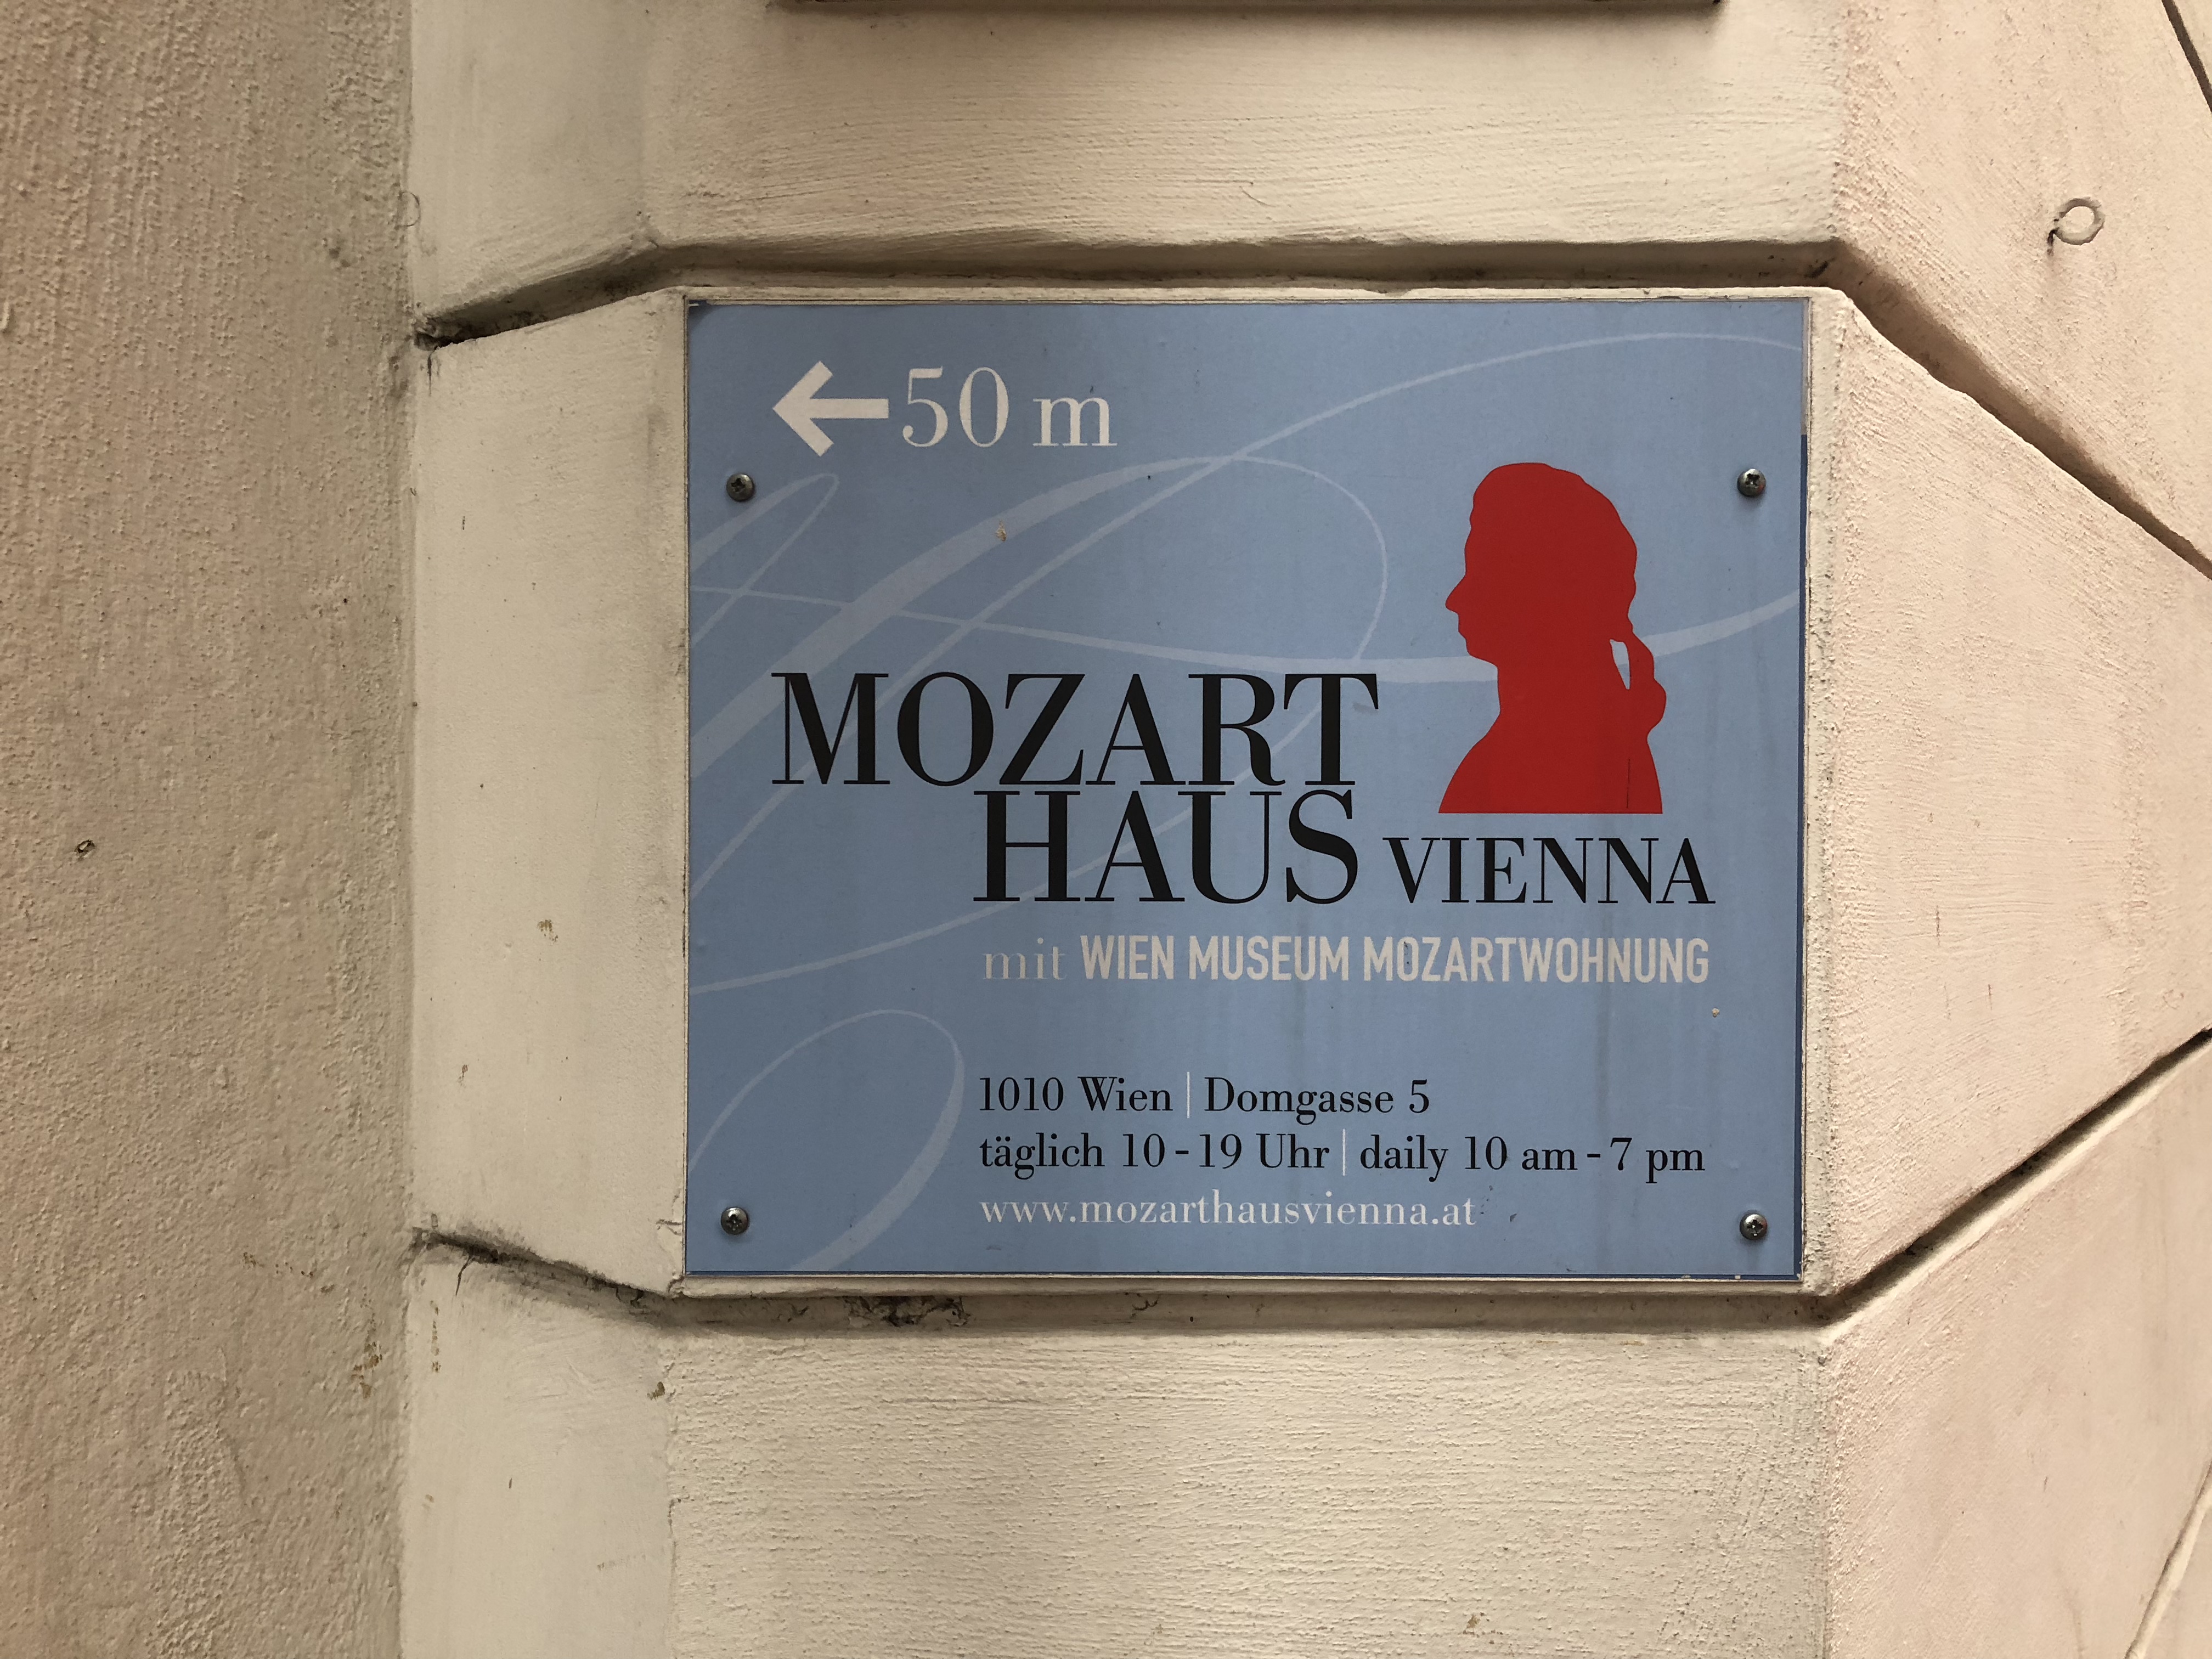 ←50 m
MOZART
HAUS VIENNA
mit WIEN MUSEUM MOZARTWOHNUNG
1010 Wien | Domgasse 5
täglich 10 - 19 Uhr | daily 10 am - 7 pm
www.mozarthausvienna.at